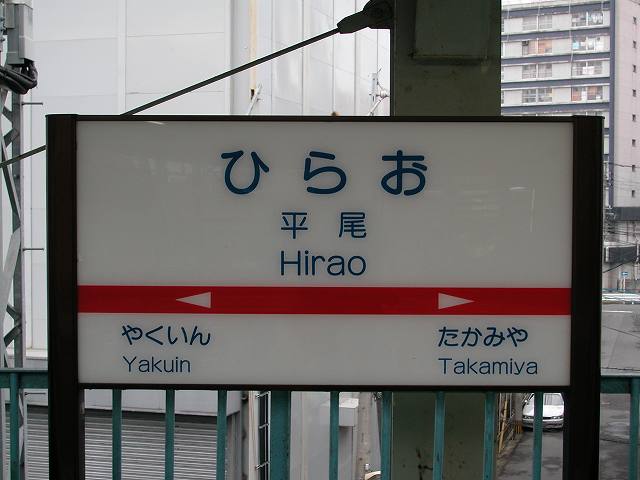 ひらお
平尾
Hirao
やくいん
Yakuin
たかみや
Takamiya